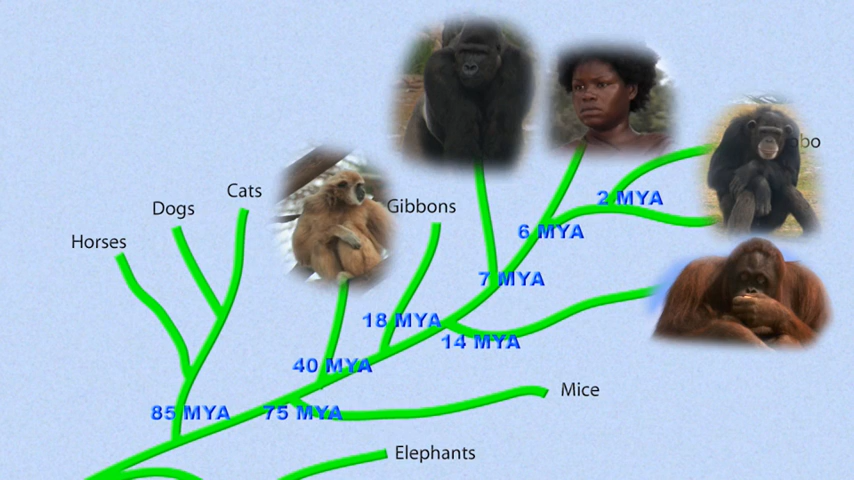 bo
Cats
Dogs
Gibbons
2 MYA
Horses
6 MYA
7 MYA
18 MYA
14 MYA
40 MYA
Mice
85 MYA
75 MYA
Elephants